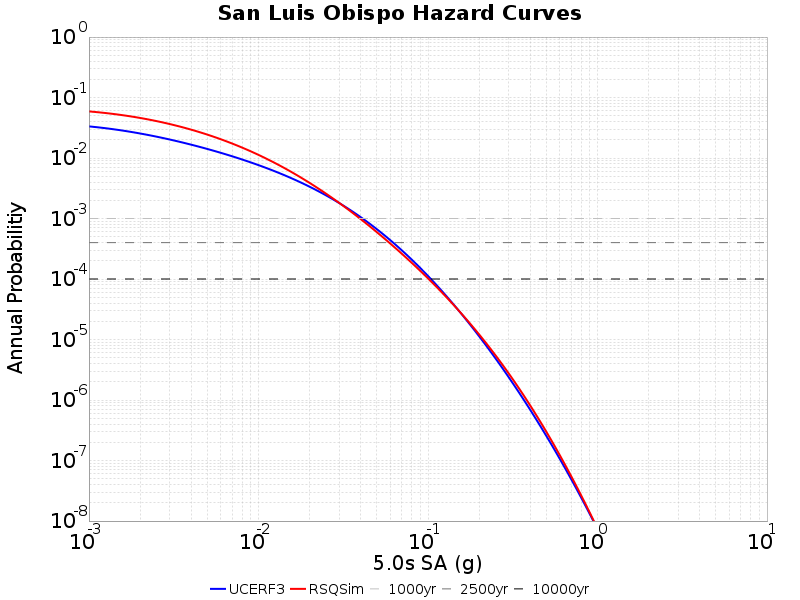 San Luis Obispo Hazard Curves
10^0
10^-1
10^-2
10^-3
10^-4
10^-5
10^-6
10^-7
10^-8
Annual Probabilitiy
10^-3 10^-2 10^-1 10^0 10^1
5.0s SA (g)
UCERF3 RSQSim 1000yr 2500yr 10000yr